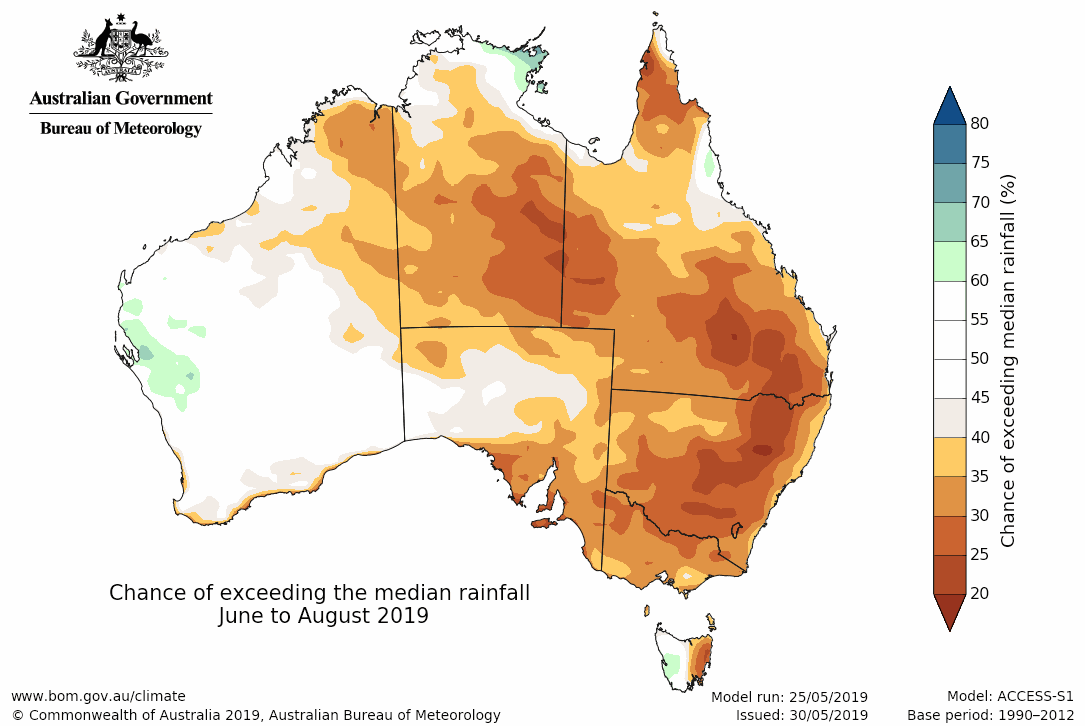 AUSTRALIA
Australian Government
Bureau of Meteorology
80
75
70
65
60
55
50
45
40
35
30
25
20
Chance of exceeding median rainfall (%)
Chance of exceeding the median rainfall
June to August 2019
www.bom.gov.au/climate
© Commonwealth of Australia 2019, Australian Bureau of Meteorology
Model run: 25/05/2019
Issued: 30/05/2019
Model: ACCESS-S1
Base period: 1990–2012